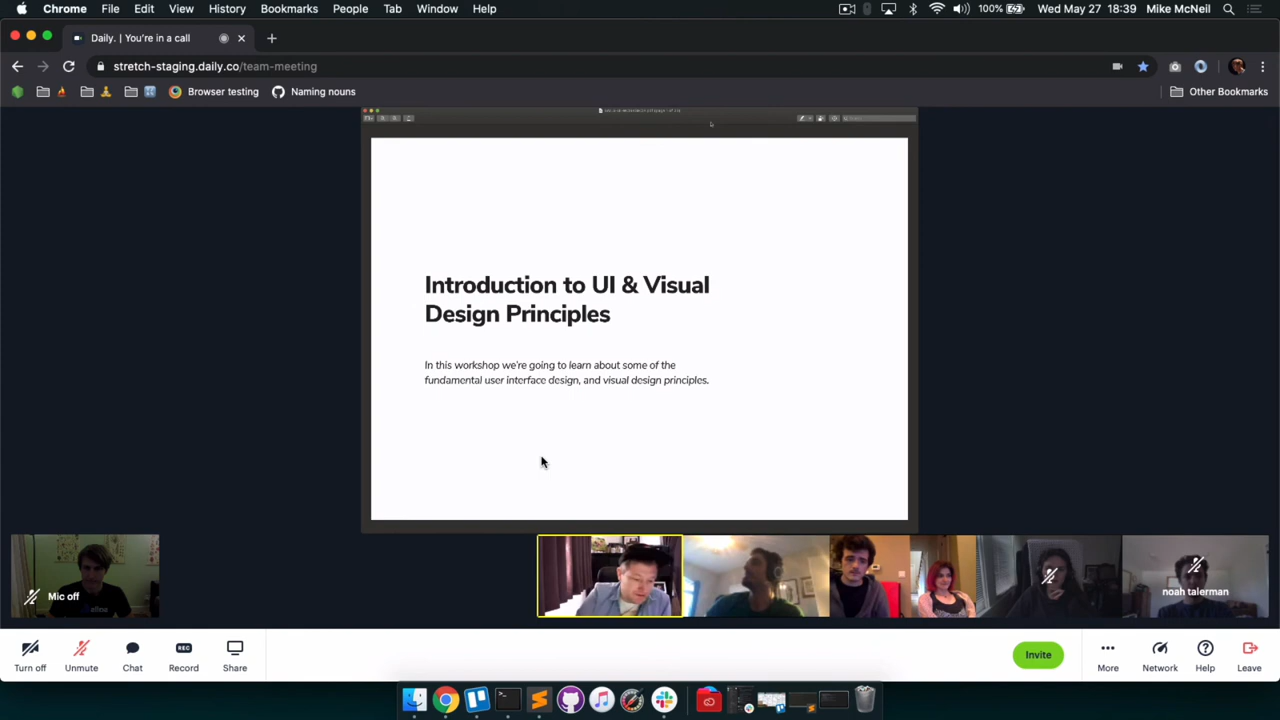 Chrome File Edit View History Bookmarks People Tab Window Help 100% Wed May 27 18:39 Mike McNeil
Daily. | You're in a call
stretch-staging.daily.co/team-meeting
Browser testing Naming nouns Other Bookmarks
Introduction to UI & Visual
Design Principles
In this workshop we're going to learn about some of the
fundamental user interface design, and visual design principles.
Mic off
noah talerman
REC
Turn off Unmute Chat Record Share Invite More Network Help Leave